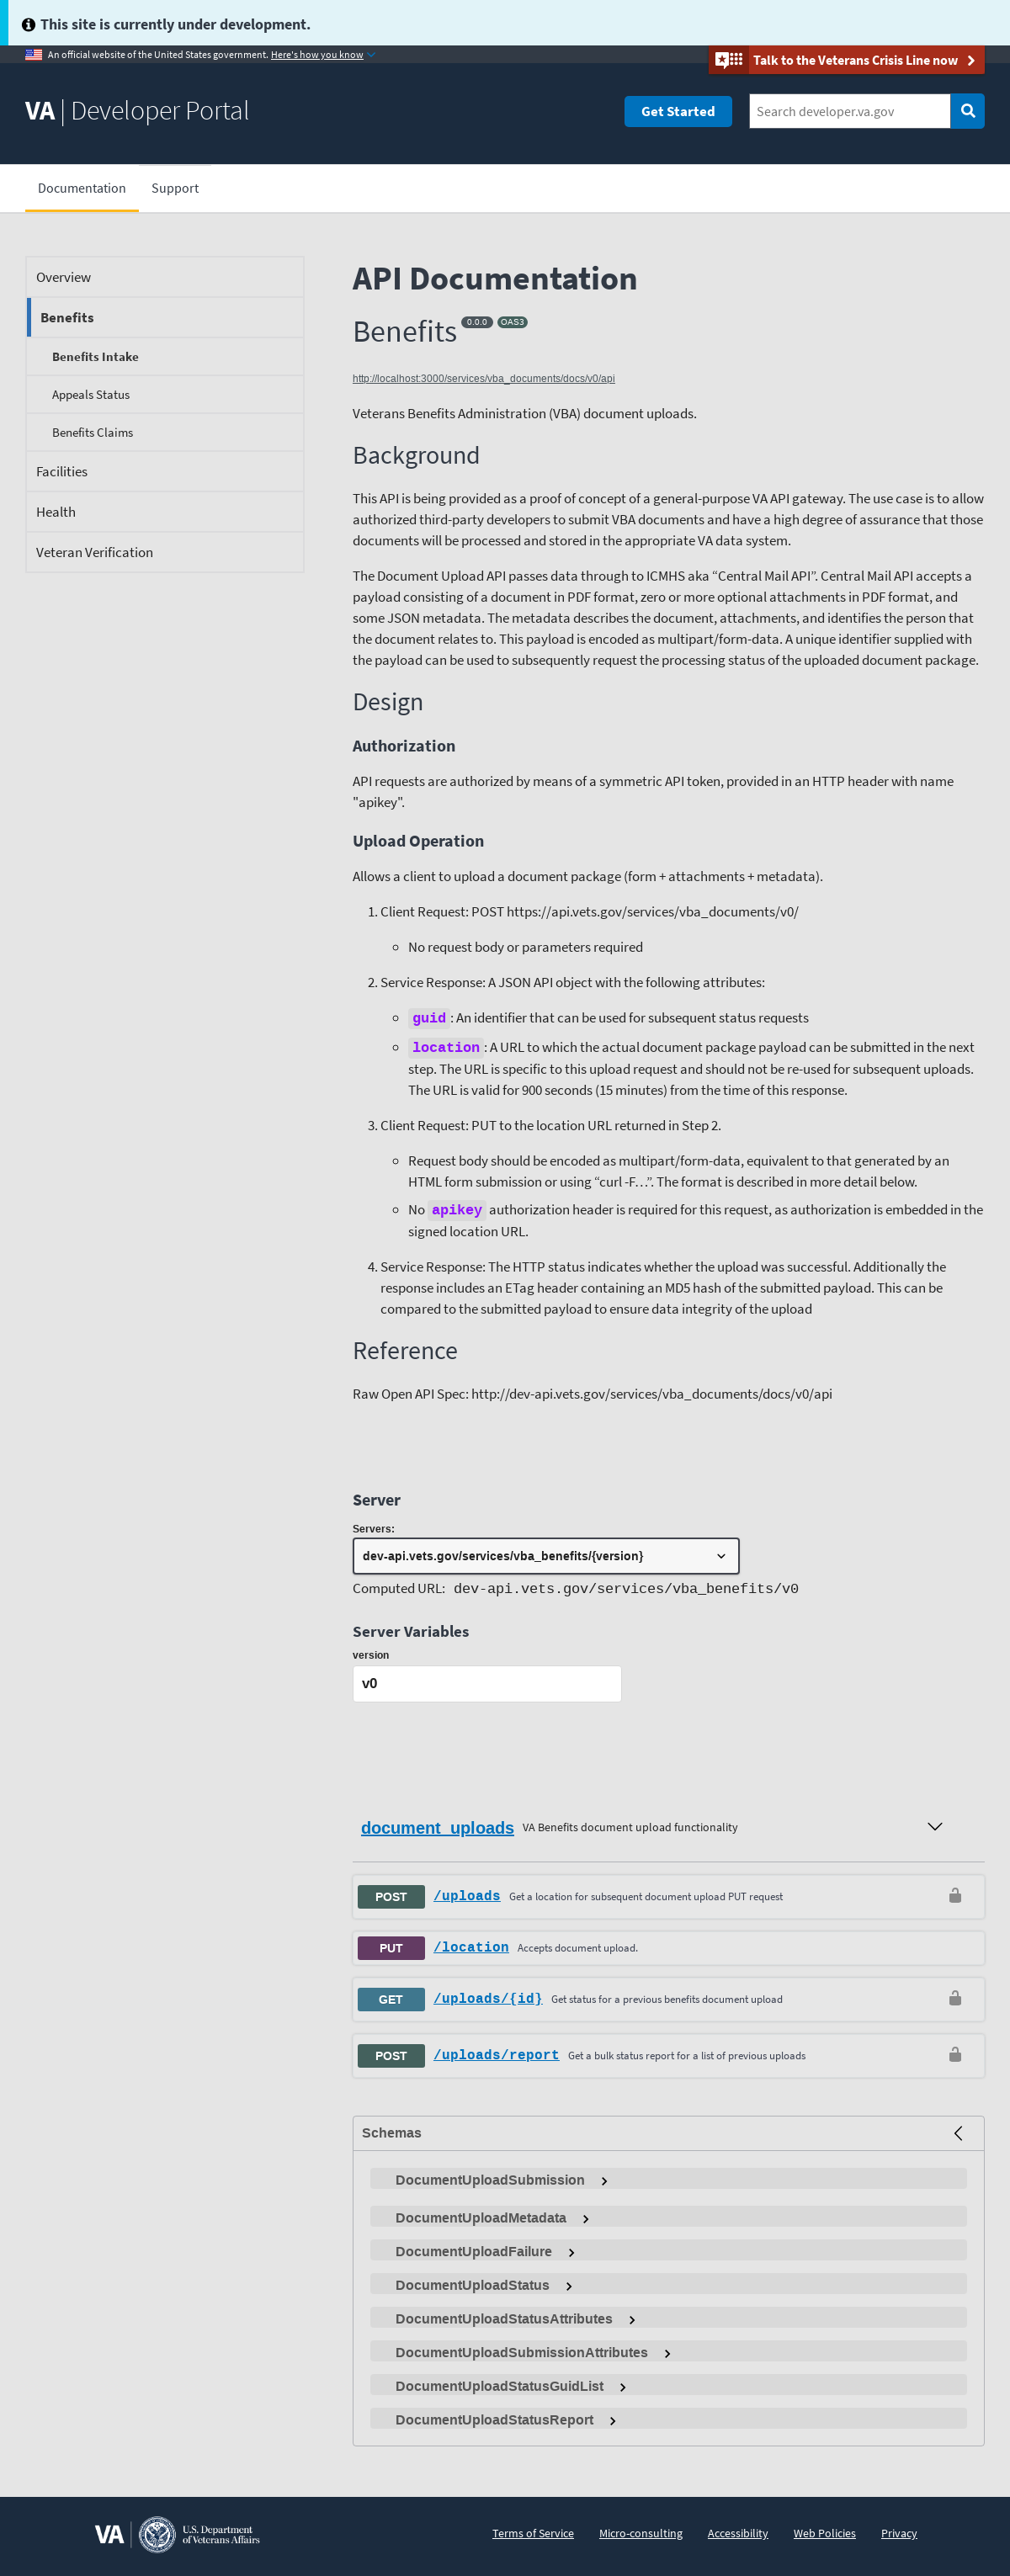 This site is currently under development.
An official website of the United States government. Here's how you know
Talk to the Veterans Crisis Line now
VA | Developer Portal
Get Started
Search developer.va.gov
Documentation
Support
Overview
Benefits
Benefits Intake
Appeals Status
Benefits Claims
Facilities
Health
Veteran Verification
API Documentation
Benefits 0.0.0 OAS3
http://localhost:3000/services/vba_documents/docs/v0/api
Veterans Benefits Administration (VBA) document uploads.
Background
This API is being provided as a proof of concept of a general-purpose VA API gateway. The use case is to allow
authorized third-party developers to submit VBA documents and have a high degree of assurance that those
documents will be processed and stored in the appropriate VA data system.
The Document Upload API passes data through to ICMHS aka “Central Mail API”. Central Mail API accepts a
payload consisting of a document in PDF format, zero or more optional attachments in PDF format, and
some JSON metadata. The metadata describes the document, attachments, and identifies the person that
the document relates to. This payload is encoded as multipart/form-data. A unique identifier supplied with
the payload can be used to subsequently request the processing status of the uploaded document package.
Design
Authorization
API requests are authorized by means of a symmetric API token, provided in an HTTP header with name
"apikey".
Upload Operation
Allows a client to upload a document package (form + attachments + metadata).
1. Client Request: POST https://api.vets.gov/services/vba_documents/v0/
No request body or parameters required
2. Service Response: A JSON API object with the following attributes:
guid: An identifier that can be used for subsequent status requests
location: A URL to which the actual document package payload can be submitted in the next
step. The URL is specific to this upload request and should not be re-used for subsequent uploads.
The URL is valid for 900 seconds (15 minutes) from the time of this response.
3. Client Request: PUT to the location URL returned in Step 2.
Request body should be encoded as multipart/form-data, equivalent to that generated by an
HTML form submission or using “curl -F…”. The format is described in more detail below.
No apikey authorization header is required for this request, as authorization is embedded in the
signed location URL.
4. Service Response: The HTTP status indicates whether the upload was successful. Additionally the
response includes an ETag header containing an MD5 hash of the submitted payload. This can be
compared to the submitted payload to ensure data integrity of the upload
Reference
Raw Open API Spec: http://dev-api.vets.gov/services/vba_documents/docs/v0/api
Server
Servers:
dev-api.vets.gov/services/vba_benefits/{version}
Computed URL: dev-api.vets.gov/services/vba_benefits/v0
Server Variables
version
v0
document_uploads VA Benefits document upload functionality
POST /uploads Get a location for subsequent document upload PUT request
PUT /location Accepts document upload.
GET /uploads/{id} Get status for a previous benefits document upload
POST /uploads/report Get a bulk status report for a list of previous uploads
Schemas
DocumentUploadSubmission
DocumentUploadMetadata
DocumentUploadFailure
DocumentUploadStatus
DocumentUploadStatusAttributes
DocumentUploadSubmissionAttributes
DocumentUploadStatusGuidList
DocumentUploadStatusReport
VA U.S. Department
of Veterans Affairs
Terms of Service Micro-consulting Accessibility Web Policies Privacy